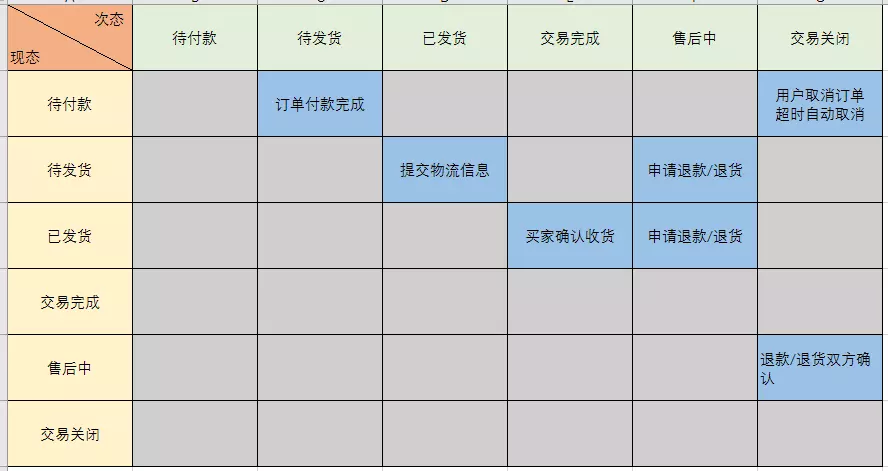 次态
现态
待付款
待发货
已发货
交易完成
售后中
交易关闭
待付款
订单付款完成
用户取消订单
超时自动取消
待发货
提交物流信息
申请退款/退货
已发货
买家确认收货
申请退款/退货
交易完成
售后中
退款/退货双方确
认
交易关闭